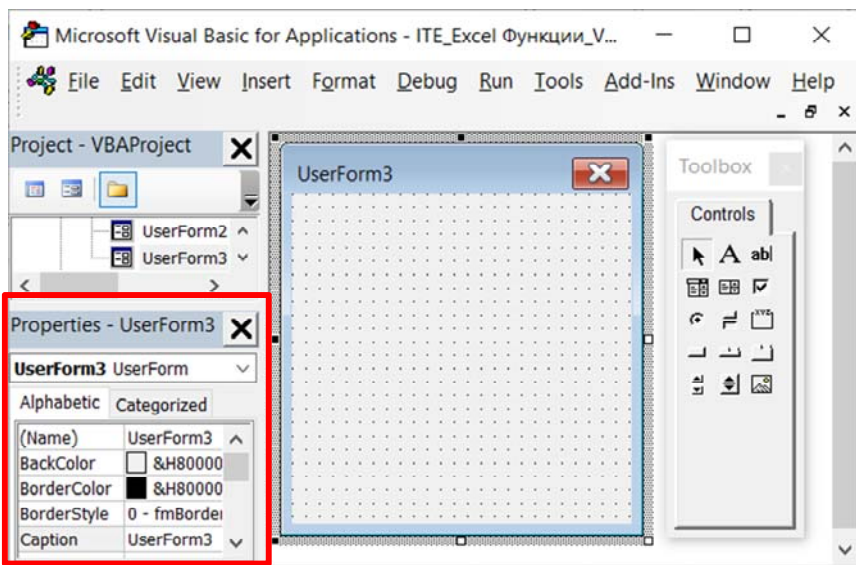 Microsoft Visual Basic for Applications - ITE_Excel Функции_V...
File Edit View Insert Format Debug Run Tools Add-Ins Window Help
Project - VBAProject
UserForm2
UserForm3
Properties - UserForm3
UserForm3 UserForm
Alphabetic Categorized
(Name) UserForm3
BackColor &H80000
BorderColor &H80000
BorderStyle 0 - fmBorder
Caption UserForm3
UserForm3
Toolbox
Controls
A abl
XYZ